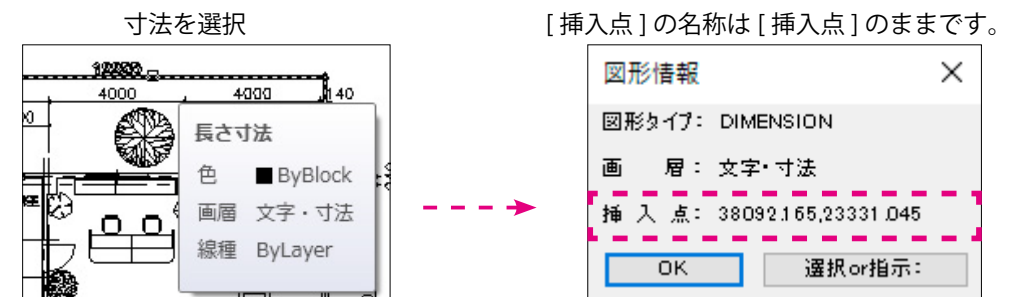 寸法を選択
[ 挿入点 ] の名称は [ 挿入点 ] のままです。
12000
4000
4000
140
長さ寸法
色 ByBlock
画層 文字・寸法
線種 ByLayer
図形情報
図形タイプ： DIMENSION
画 層： 文字・寸法
挿 入 点： 38092.165,23331.045
OK
選択or指示：